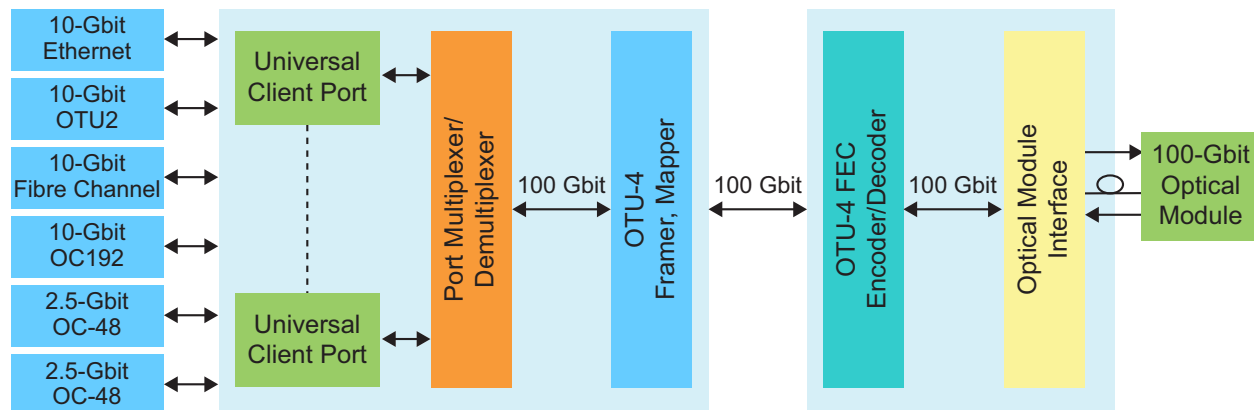 10-Gbit
Ethernet
10-Gbit
OTU2
10-Gbit
Fibre Channel
10-Gbit
OC192
2.5-Gbit
OC-48
2.5-Gbit
OC-48
Universal
Client Port
Universal
Client Port
Port Multiplexer/
Demultiplexer
100 Gbit
OTU-4
Framer, Mapper
100 Gbit
OTU-4 FEC
Encoder/Decoder
100 Gbit
Optical Module
Interface
100-Gbit
Optical
Module